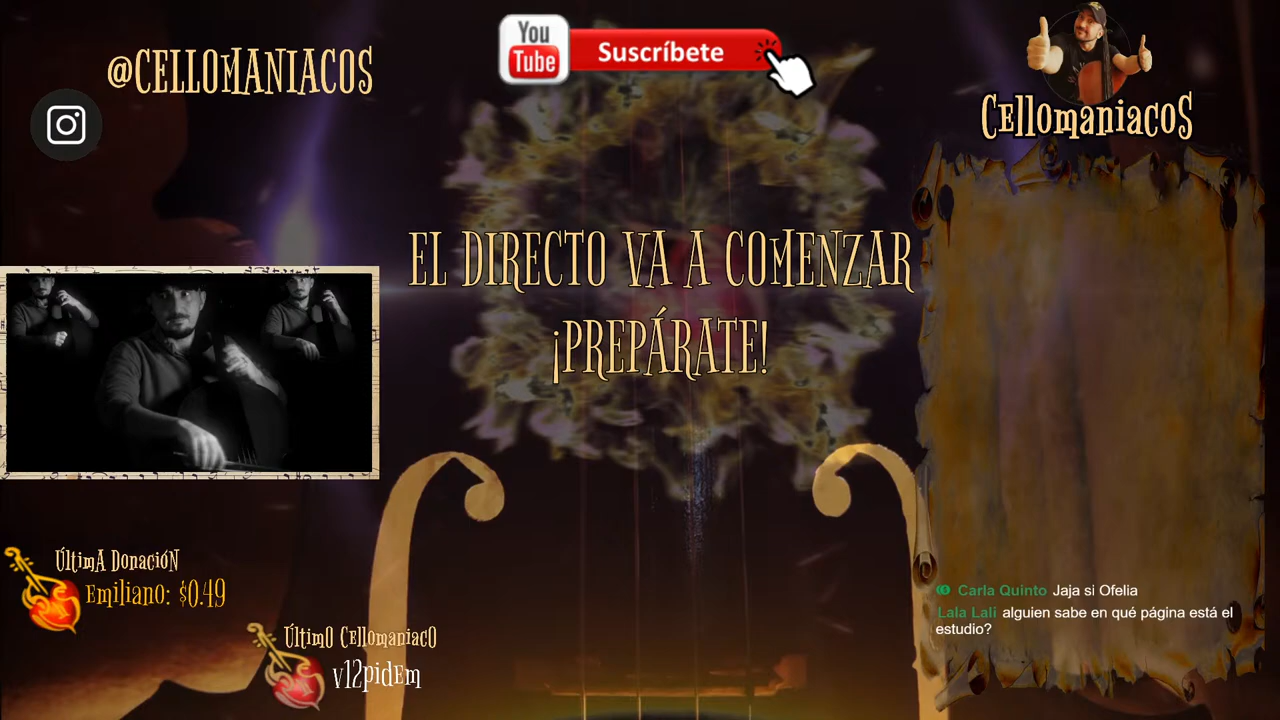 @CELLOMANIACOS
You
Tube
Suscríbete
CellomaniacoS
EL DIRECTO VA A COMENZAR
¡PREPÁRATE!
ÚltimA DonacióN
Emiliano: $0.49
ÚltimO CellomaniacO
v12pidEm
Carla Quinto Jaja si Ofelia
Lala Lali alguien sabe en qué página está el
estudio?